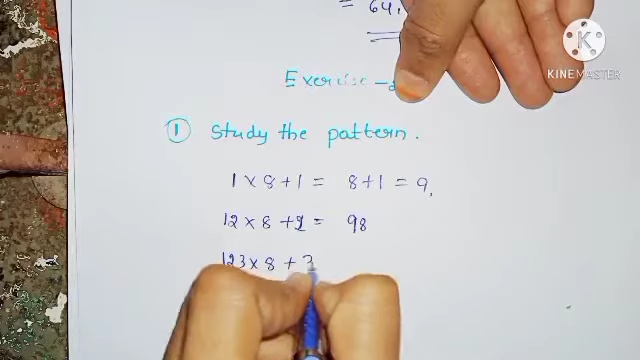 = 64,
KINEMASTER
Exercise -
① Study the pattern.
1 × 8 + 1 = 8 + 1 = 9,
12 × 8 + 2 = 98
123 × 8 + 3